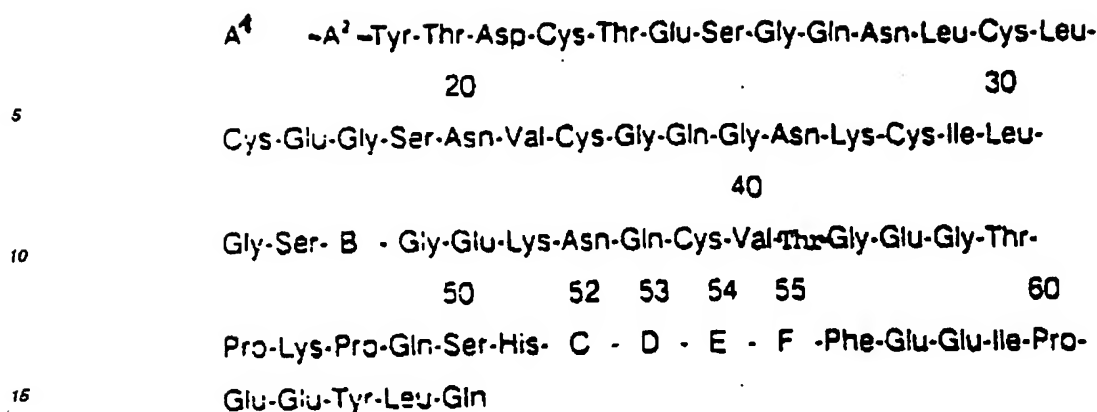 A¹ -A² -Tyr-Thr-Asp-Cys-Thr-Glu-Ser-Gly-Gln-Asn-Leu-Cys-Leu-
20 30
5
Cys-Glu-Gly-Ser-Asn-Val-Cys-Gly-Gln-Gly-Asn-Lys-Cys-Ile-Leu-
40
10 Gly-Ser- B - Gly-Glu-Lys-Asn-Gln-Cys-Val-Thr-Gly-Glu-Gly-Thr-
50 52 53 54 55 60
Pro-Lys-Pro-Gln-Ser-His- C - D - E - F -Phe-Glu-Glu-Ile-Pro-
15 Glu-Glu-Tyr-Leu-Gln